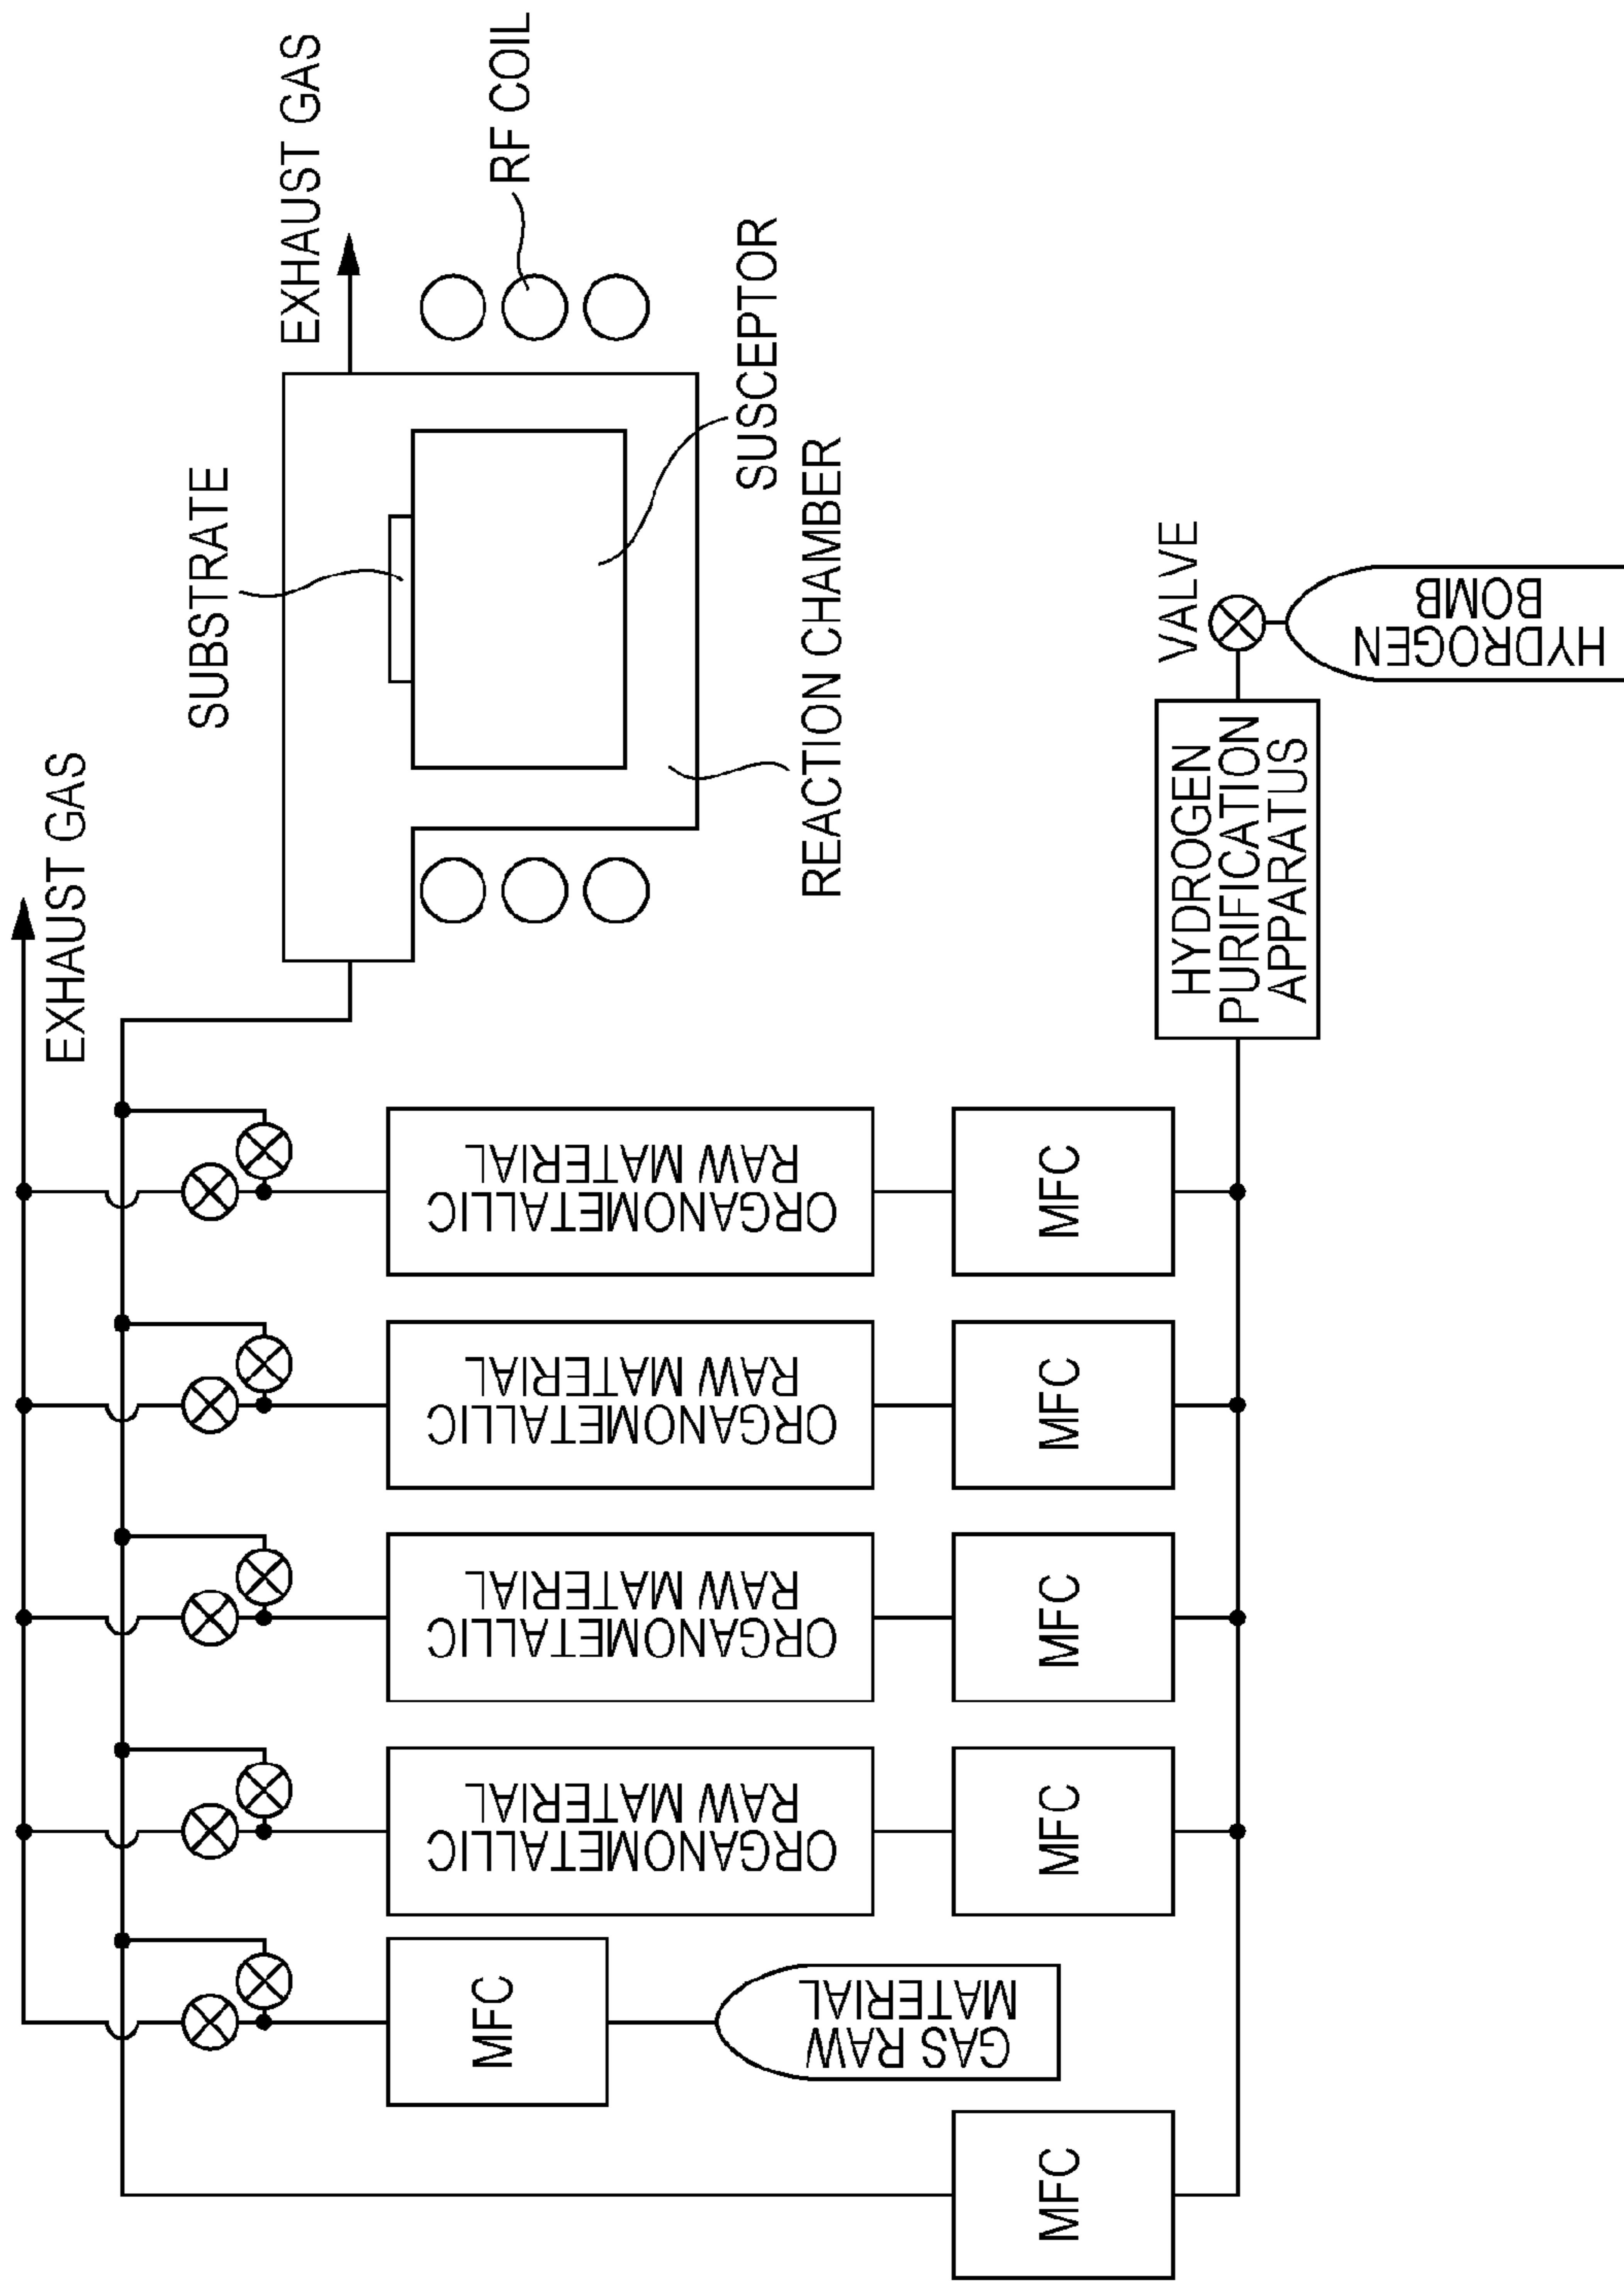 EXHAUST GAS
EXHAUST GAS
SUBSTRATE
RF COIL
SUSCEPTOR
REACTION CHAMBER
MFC
GAS RAW
MATERIAL
MFC
ORGANOMETALLIC
RAW MATERIAL
MFC
ORGANOMETALLIC
RAW MATERIAL
MFC
ORGANOMETALLIC
RAW MATERIAL
MFC
ORGANOMETALLIC
RAW MATERIAL
MFC
HYDROGEN
PURIFICATION
APPARATUS
VALVE
HYDROGEN
BOMB